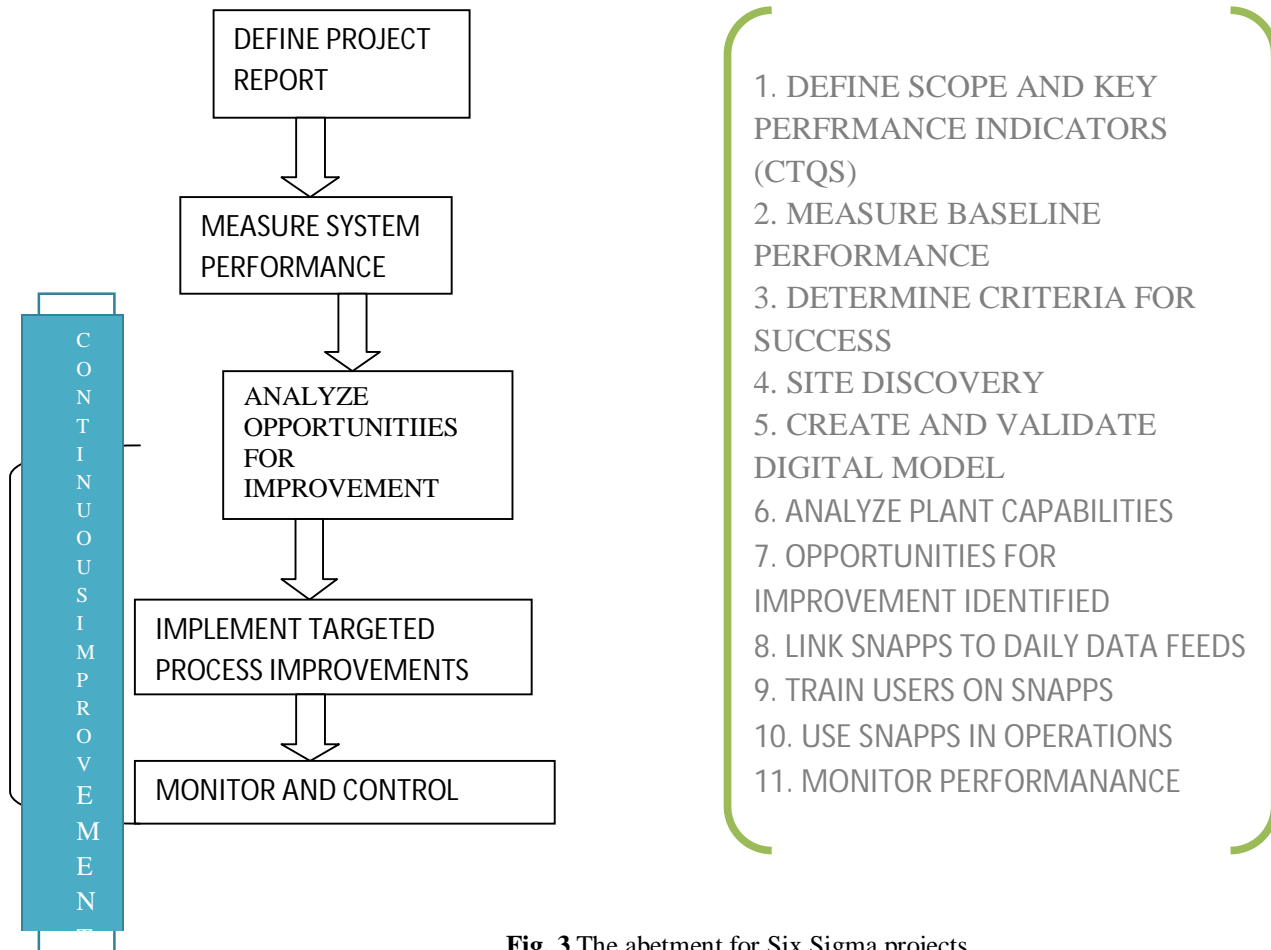 DEFINE PROJECT
REPORT
MEASURE SYSTEM
PERFORMANCE
ANALYZE
OPPORTUNITIIES
FOR
IMPROVEMENT
IMPLEMENT TARGETED
PROCESS IMPROVEMENTS
MONITOR AND CONTROL
C
O
N
T
I
N
U
O
U
S
I
M
P
R
O
V
E
M
E
N
T
1. DEFINE SCOPE AND KEY
PERFRMANCE INDICATORS
(CTQS)
2. MEASURE BASELINE
PERFORMANCE
3. DETERMINE CRITERIA FOR
SUCCESS
4. SITE DISCOVERY
5. CREATE AND VALIDATE
DIGITAL MODEL
6. ANALYZE PLANT CAPABILITIES
7. OPPORTUNITIES FOR
IMPROVEMENT IDENTIFIED
8. LINK SNAPPS TO DAILY DATA FEEDS
9. TRAIN USERS ON SNAPPS
10. USE SNAPPS IN OPERATIONS
11. MONITOR PERFORMANANCE
Fig. 3 The abetment for Six Sigma projects